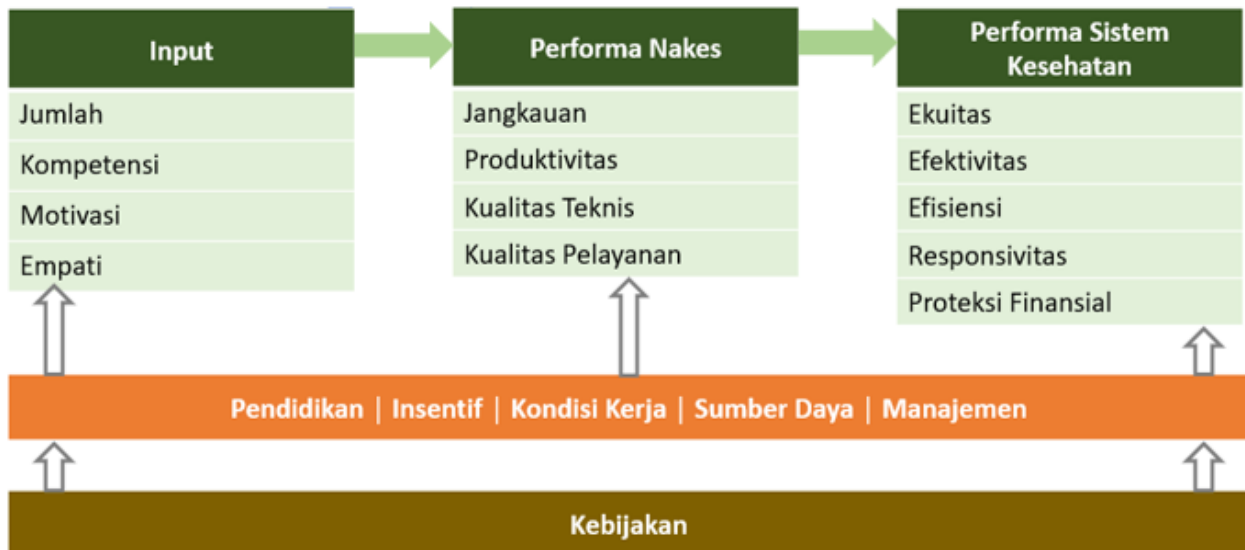 Input
Jumlah
Kompetensi
Motivasi
Empati
Performa Nakes
Jangkauan
Produktivitas
Kualitas Teknis
Kualitas Pelayanan
Performa Sistem
Kesehatan
Ekuitas
Efektivitas
Efisiensi
Responsivitas
Proteksi Finansial
Pendidikan | Insentif | Kondisi Kerja | Sumber Daya | Manajemen
Kebijakan